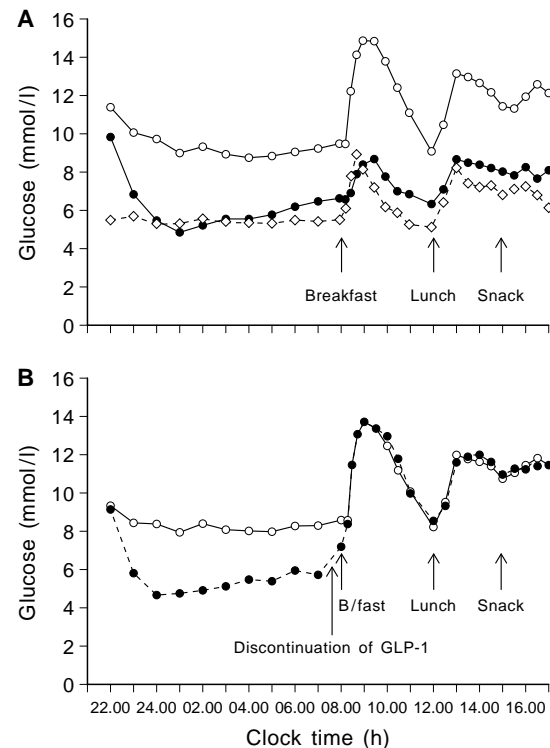 A
16
14
12
10
8
6
4
2
0
Glucose (mmol/l)
Breakfast Lunch Snack
B
16
14
12
10
8
6
4
2
0
Glucose (mmol/l)
B/fast Lunch Snack
Discontinuation of GLP-1
22.00 24.00 02.00 04.00 06.00 08.00 10.00 12.00 14.00 16.00
Clock time (h)